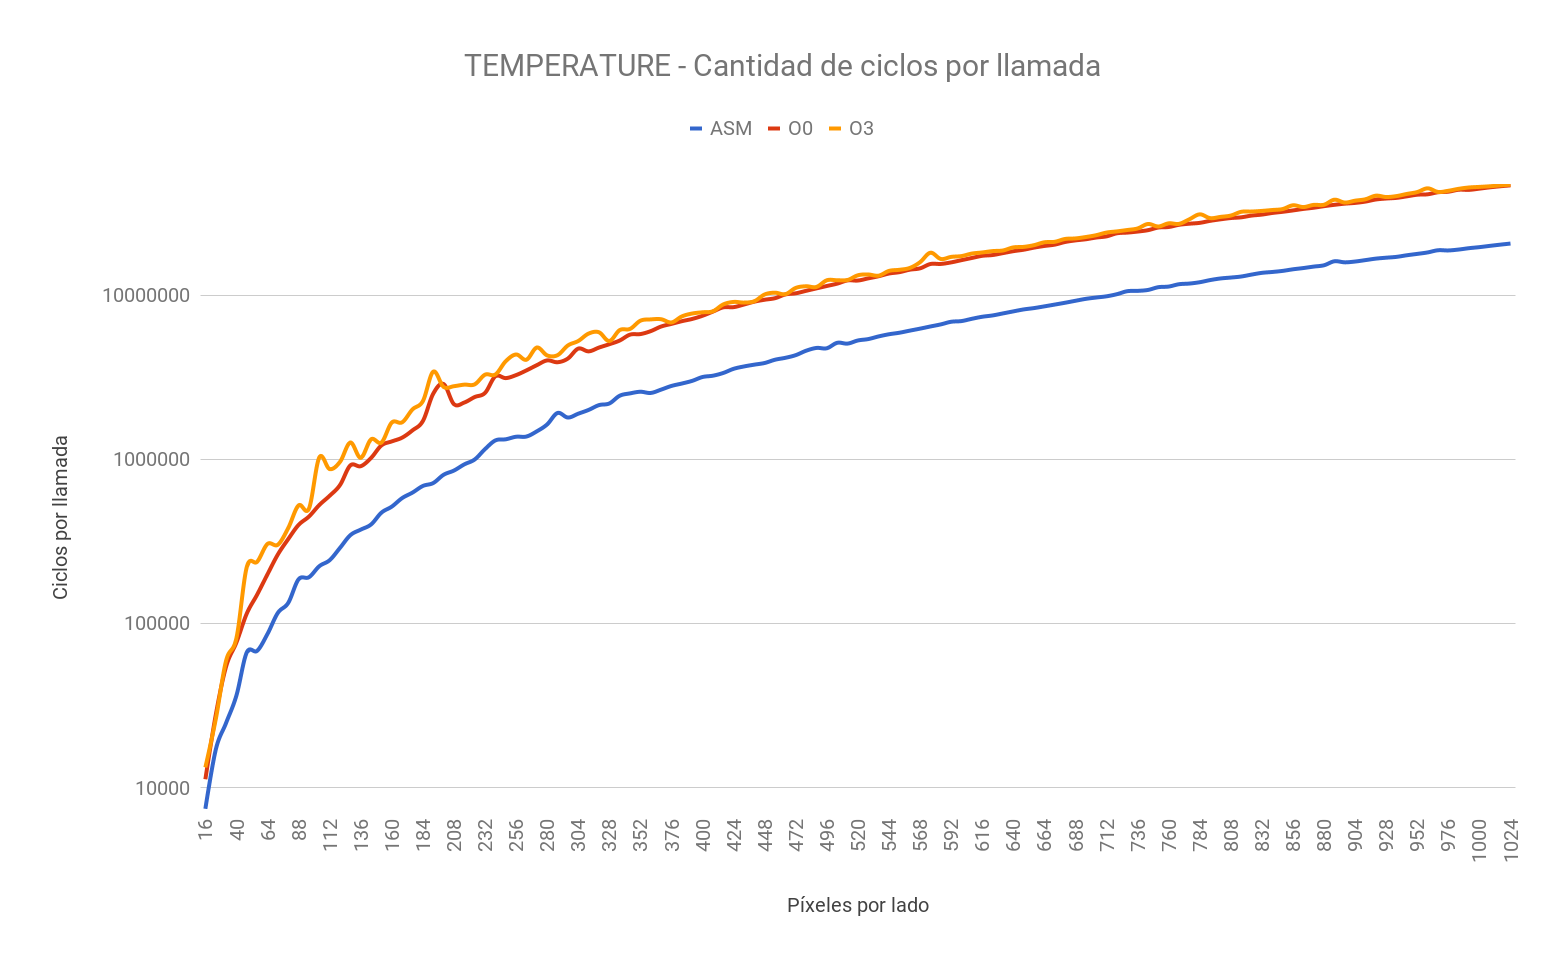 TEMPERATURE - Cantidad de ciclos por llamada
ASM O0 O3
10000000
1000000
100000
10000
Ciclos por llamada
16 40 64 88 112 136 160 184 208 232 256 280 304 328 352 376 400 424 448 472 496 520 544 568 592 616 640 664 688 712 736 760 784 808 832 856 880 904 928 952 976 1000 1024
Píxeles por lado